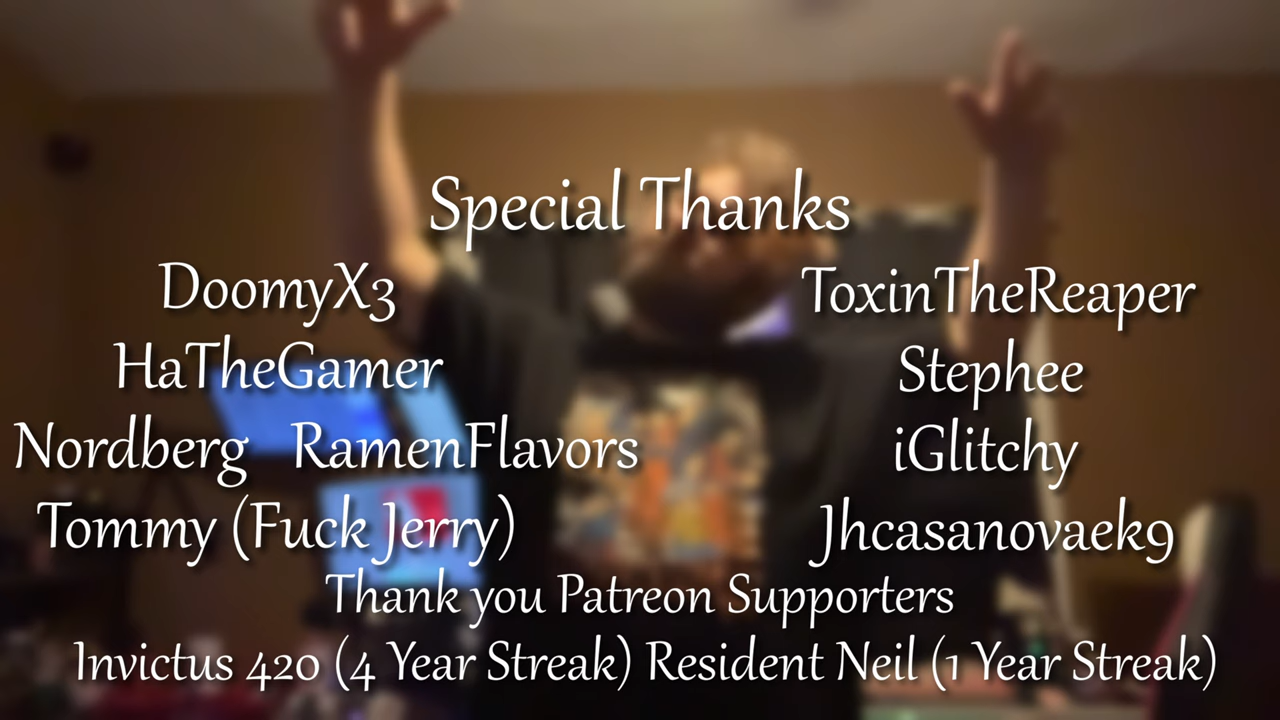 Special Thanks
DoomyX3 ToxinTheReaper
HaTheGamer Stephee
Nordberg RamenFlavors iGlitchy
Tommy (Fuck Jerry) Jhcasanovaek9
Thank you Patreon Supporters
Invictus 420 (4 Year Streak) Resident Neil (1 Year Streak)